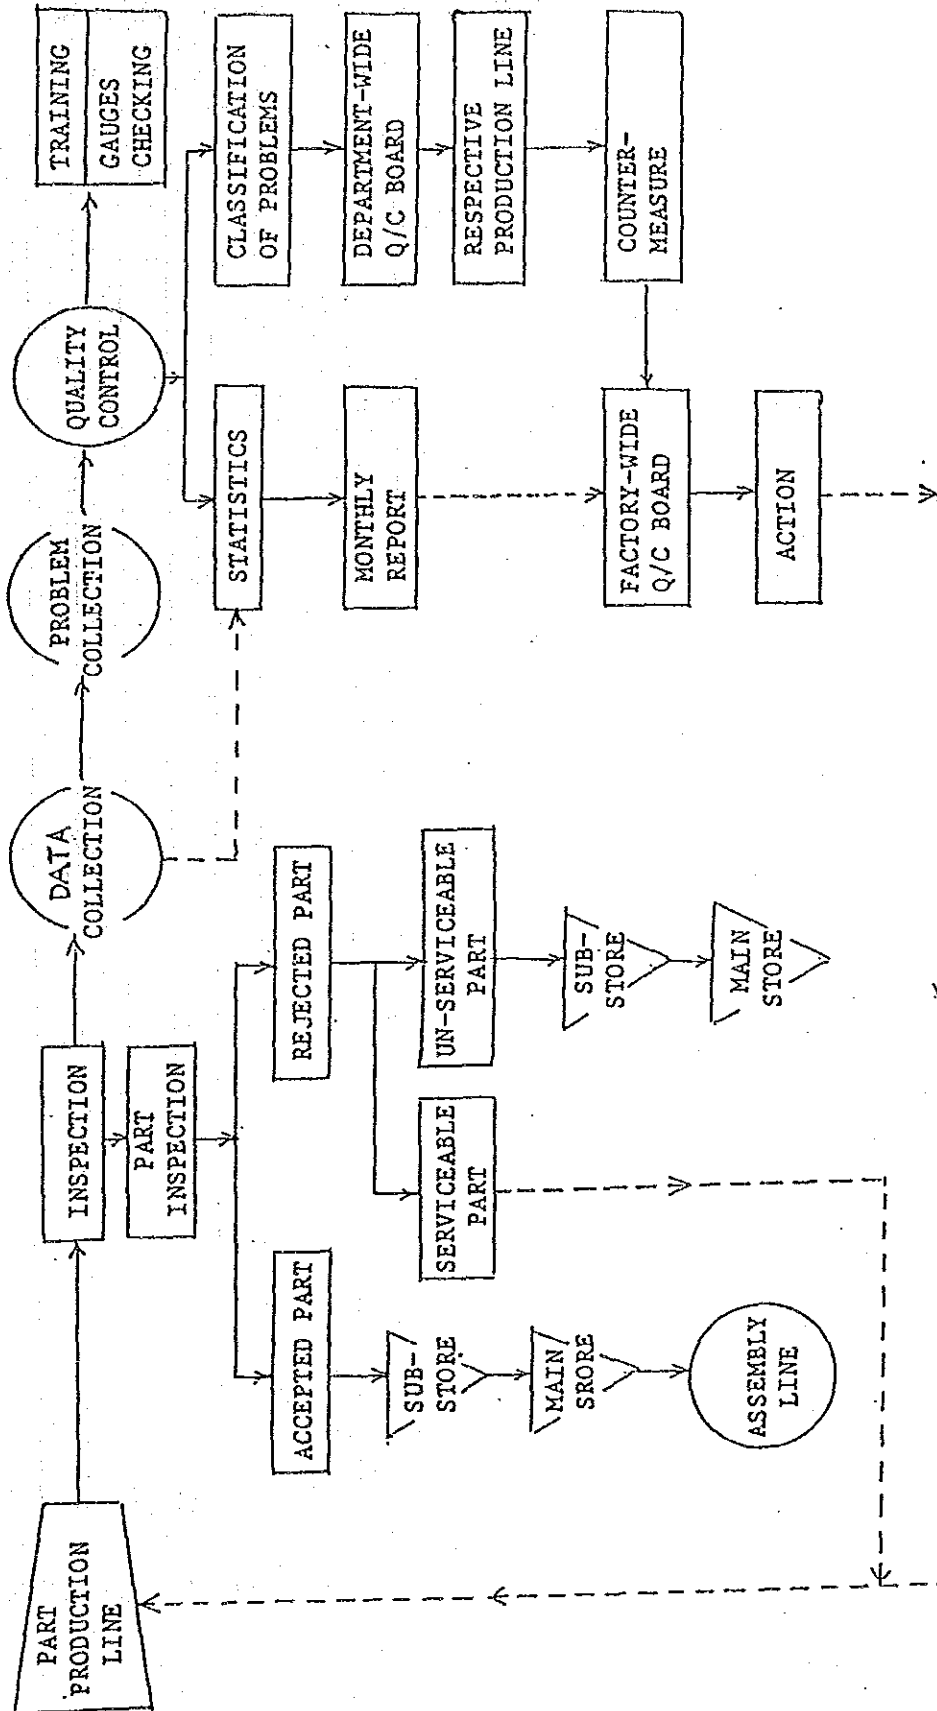 PART
PRODUCTION
LINE
INSPECTION
PART
INSPECTION
DATA
COLLECTION
PROBLEM
COLLECTION
QUALITY
CONTROL
TRAINING
GAUGES
CHECKING
ACCEPTED PART
REJECTED PART
STATISTICS
CLASSIFICATION
OF PROBLEMS
SUB-
STORE
SERVICEABLE
PART
UN-SERVICEABLE
PART
MONTHLY
REPORT
DEPARTMENT-WIDE
Q/C BOARD
MAIN
SRORE
SUB-
STORE
RESPECTIVE
PRODUCTION LINE
ASSEMBLY
LINE
MAIN
STORE
FACTORY-WIDE
Q/C BOARD
COUNTER-
MEASURE
ACTION